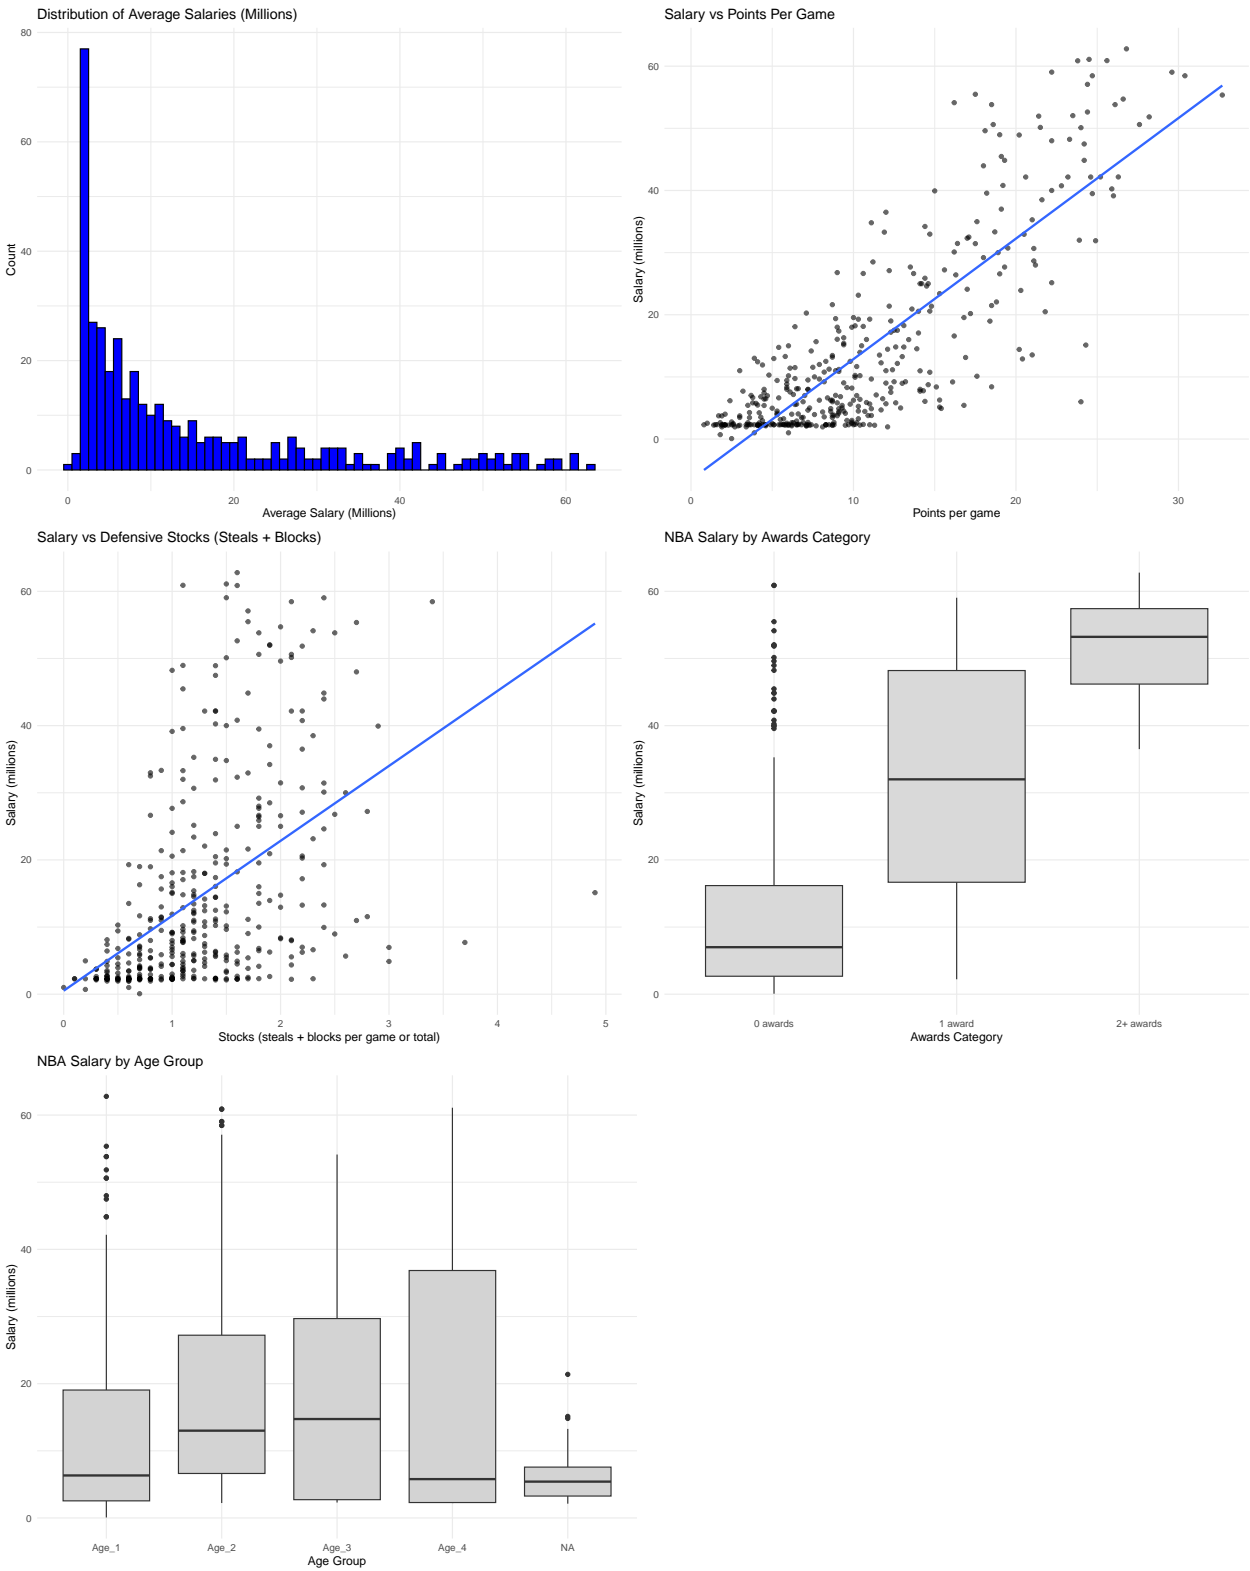 Distribution of Average Salaries (Millions)
80
60
40
20
0
Count
0 20 40 60
Average Salary (Millions)
Salary vs Points Per Game
60
40
20
0
Salary (millions)
0 10 20 30
Points per game
Salary vs Defensive Stocks (Steals + Blocks)
60
40
20
0
Salary (millions)
0 1 2 3 4 5
Stocks (steals + blocks per game or total)
NBA Salary by Awards Category
60
40
20
0
Salary (millions)
0 awards 1 award 2+ awards
Awards Category
NBA Salary by Age Group
60
40
20
0
Salary (millions)
Age_1 Age_2 Age_3 Age_4 NA
Age Group